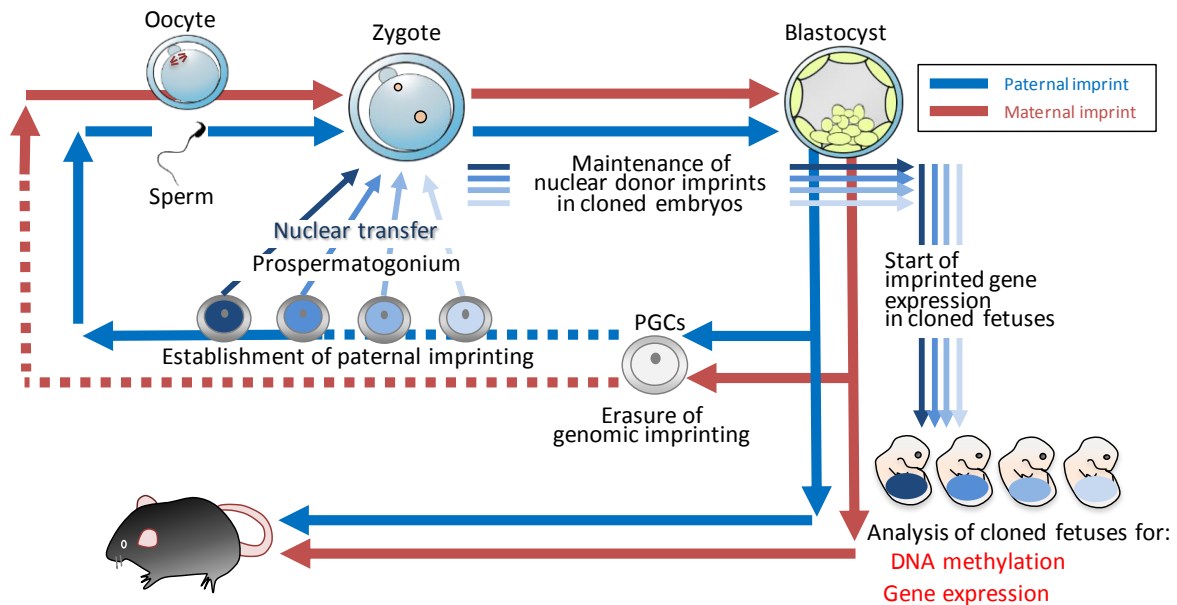 Oocyte
Zygote
Blastocyst
Paternal imprint
Maternal imprint
Sperm
Maintenance of
nuclear donor imprints
in cloned embryos
Nuclear transfer
Prospermatogonium
Start of
imprinted gene
expression
in cloned fetuses
PGCs
Establishment of paternal imprinting
Erasure of
genomic imprinting
Analysis of cloned fetuses for:
DNA methylation
Gene expression